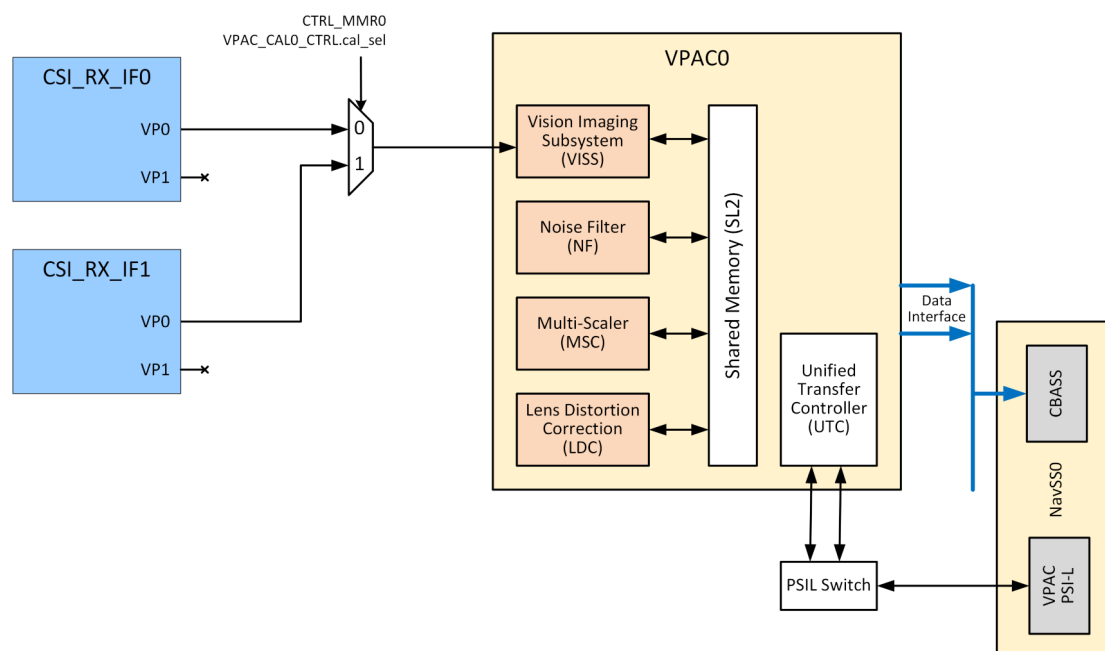 CTRL_MMR0
VPAC_CAL0_CTRL.cal_sel
CSI_RX_IF0
VP0
VP1
0
1
CSI_RX_IF1
VP0
VP1
VPAC0
Vision Imaging
Subsystem
(VISS)
Noise Filter
(NF)
Multi-Scaler
(MSC)
Lens Distortion
Correction
(LDC)
Shared Memory (SL2)
Unified
Transfer
Controller
(UTC)
Data
Interface
PSIL Switch
CBASS
NavSS0
VPAC
PSI-L